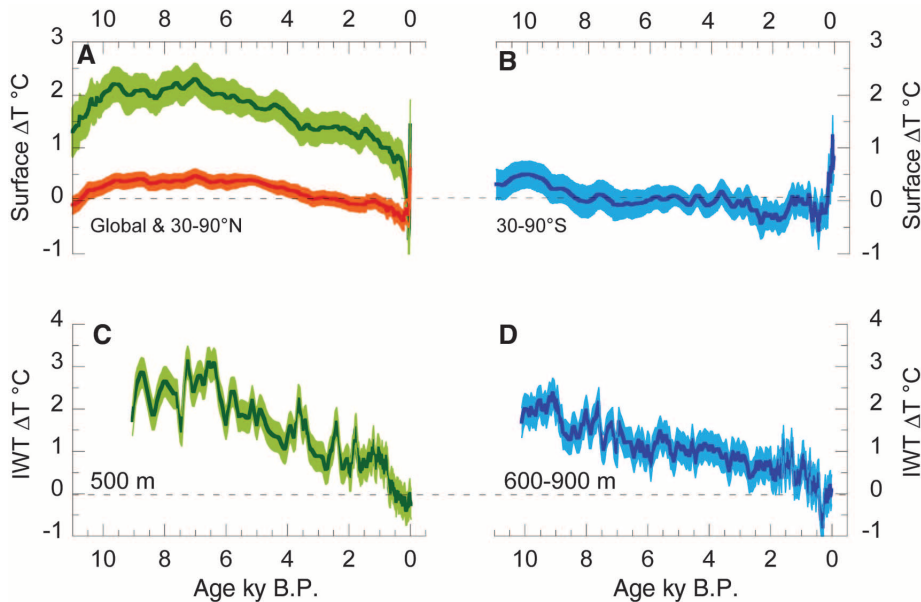 10 8 6 4 2 0
10 8 6 4 2 0
3
2
1
0
-1
Surface ΔT °C
A
Global & 30-90°N
B
30-90°S
3
2
1
0
-1
Surface ΔT °C
4
3
2
1
0
-1
IWT ΔT °C
C
500 m
D
600-900 m
4
3
2
1
0
-1
IWT ΔT °C
10 8 6 4 2 0
Age ky B.P.
10 8 6 4 2 0
Age ky B.P.